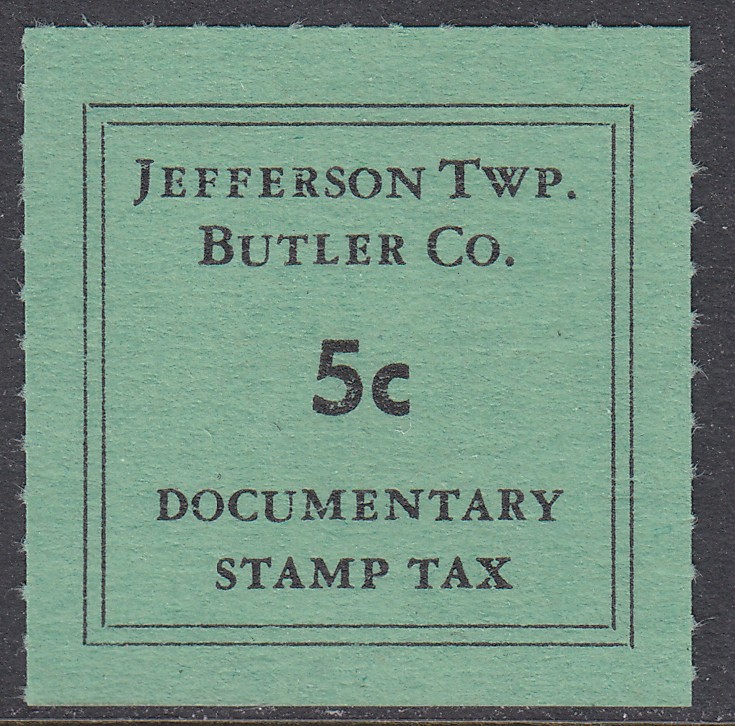 JEFFERSON TWP.
BUTLER CO.
5c
DOCUMENTARY
STAMP TAX